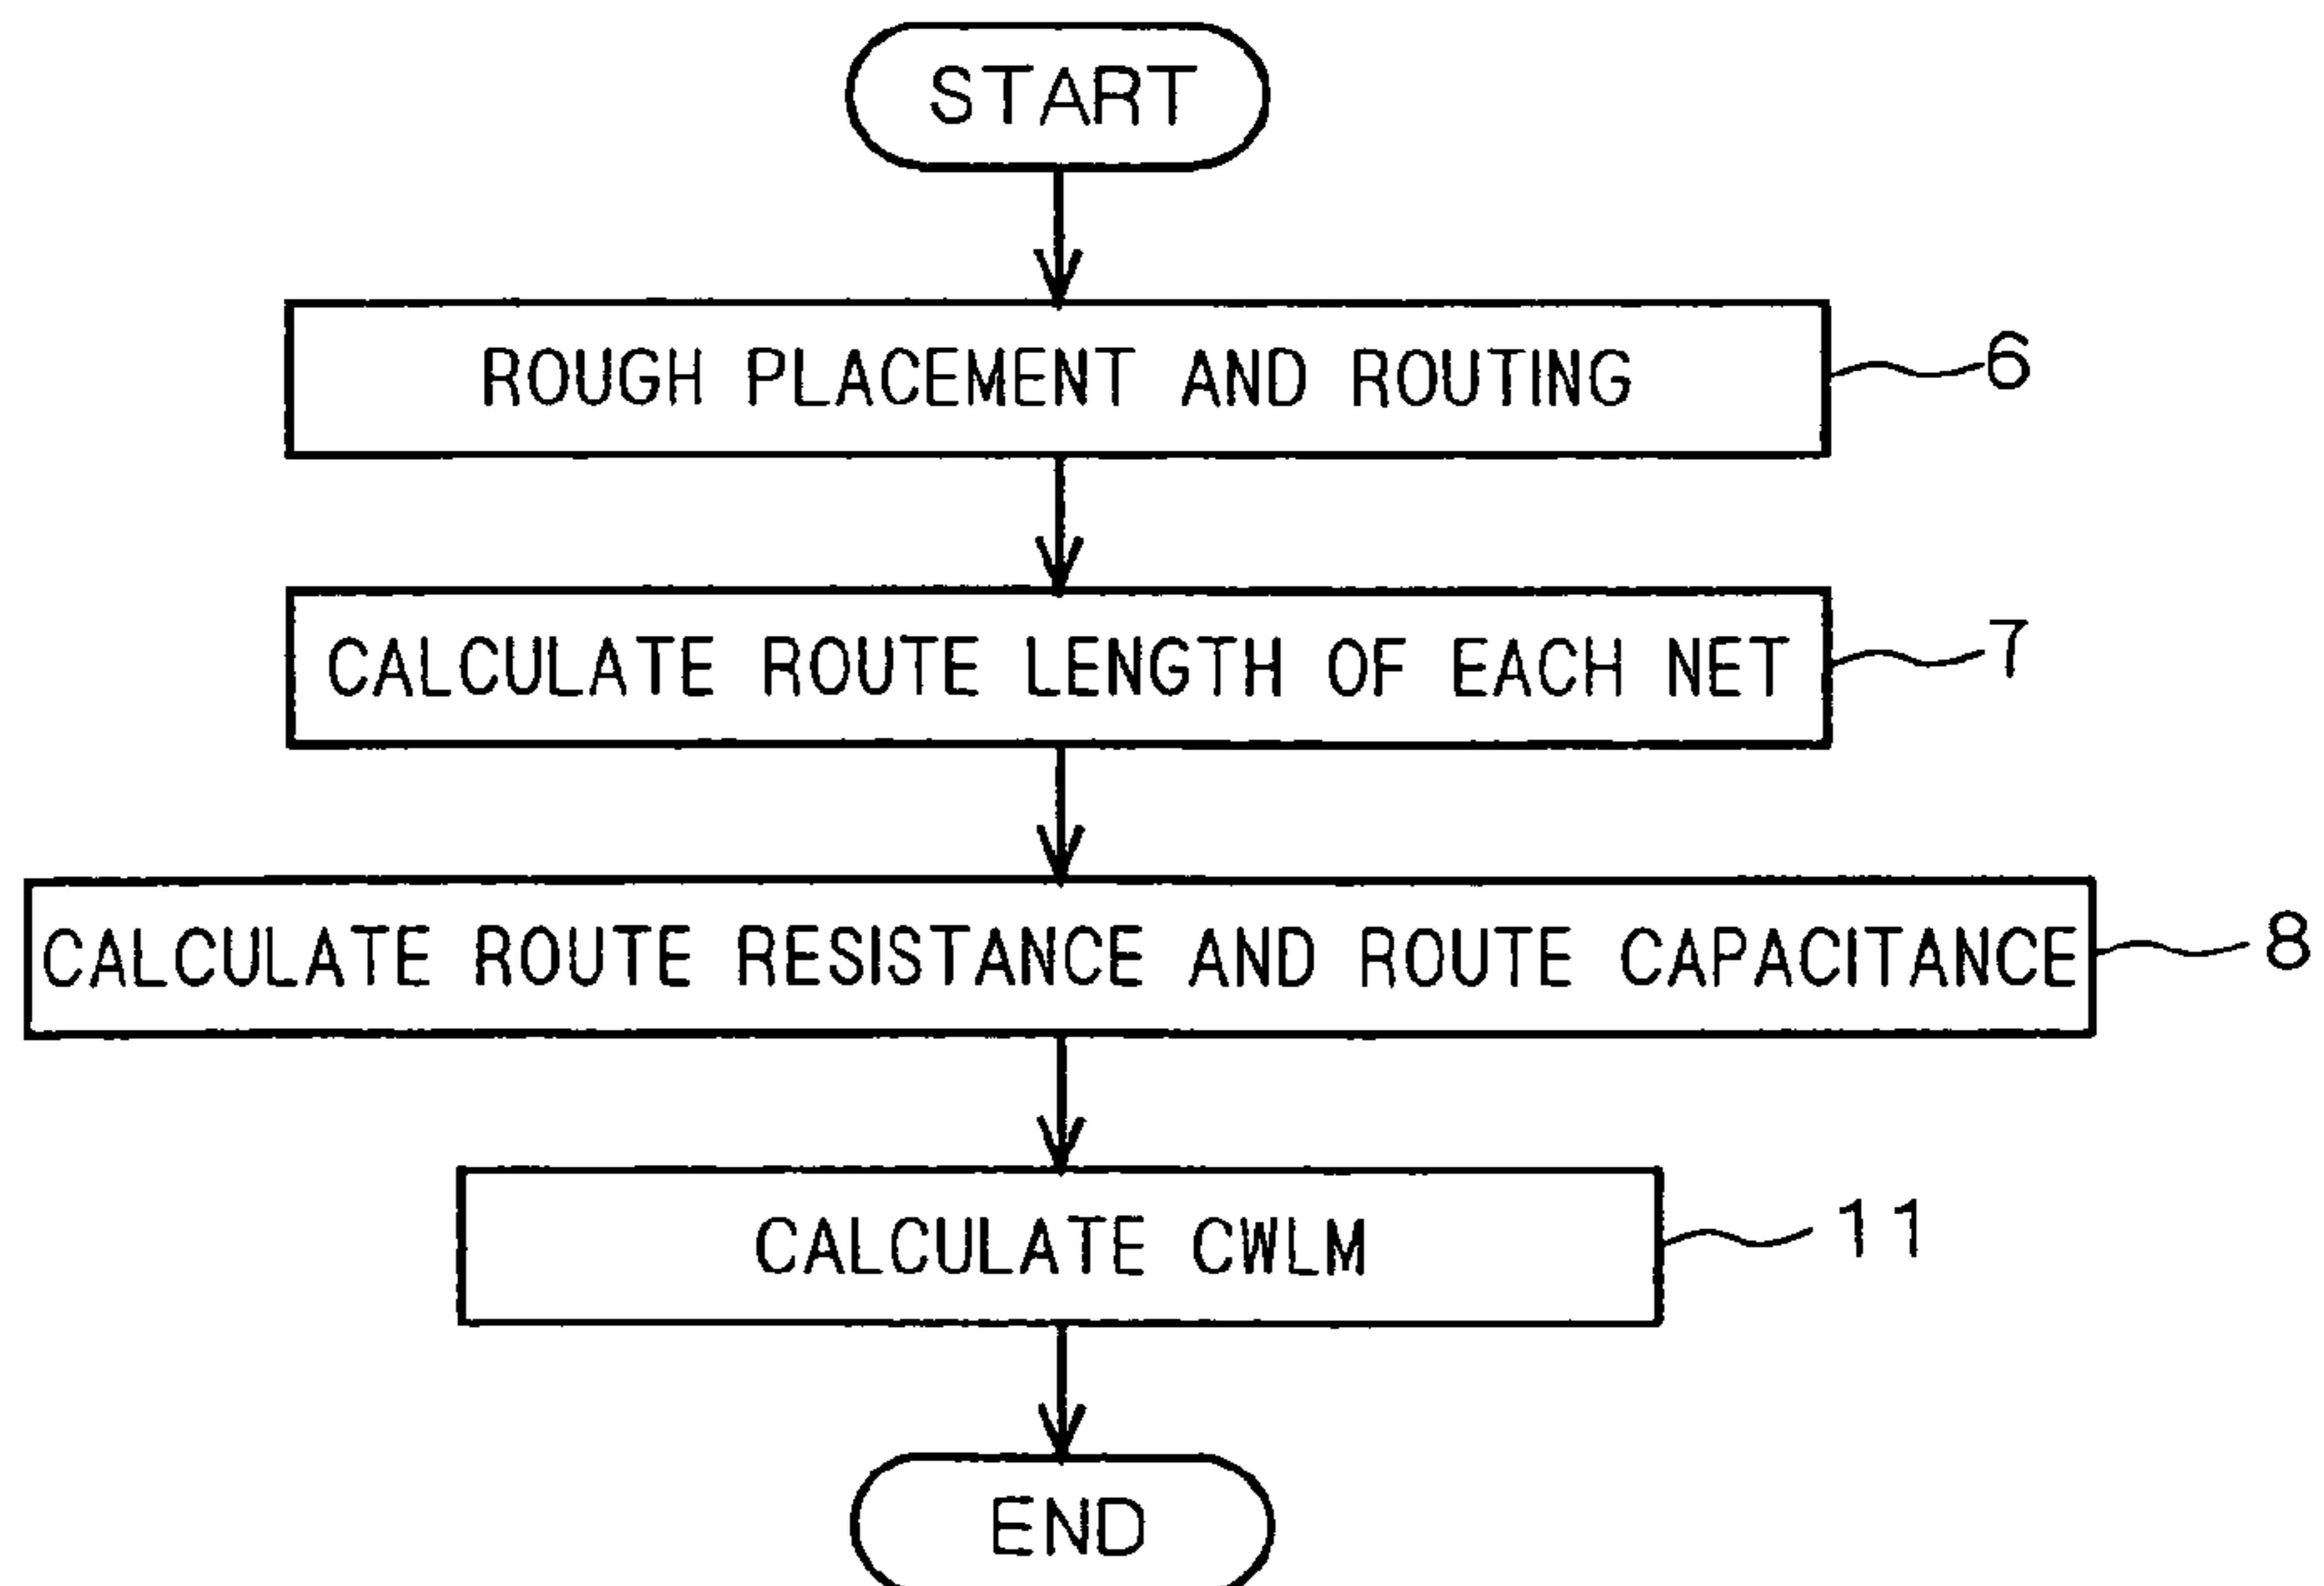 START
ROUGH PLACEMENT AND ROUTING
6
CALCULATE ROUTE LENGTH OF EACH NET
7
CALCULATE ROUTE RESISTANCE AND ROUTE CAPACITANCE
8
CALCULATE CWLM
11
END